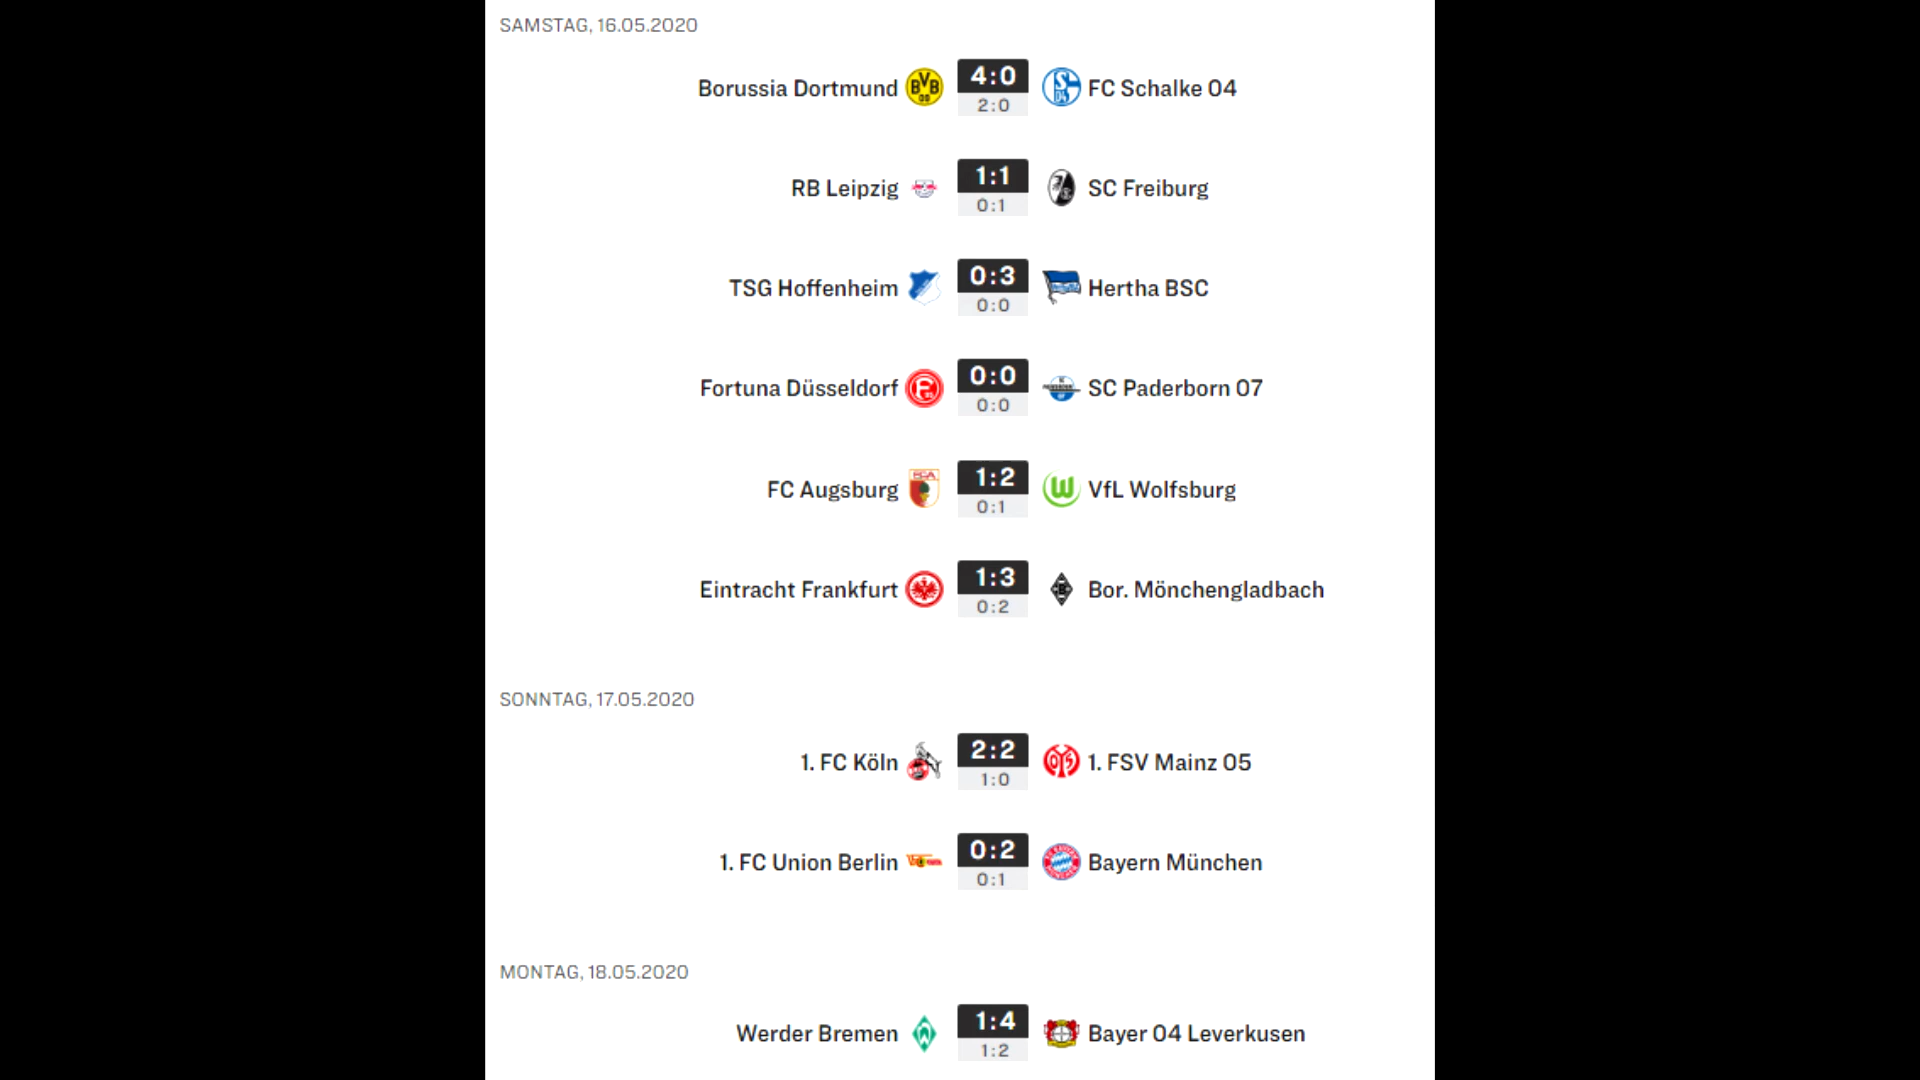 SAMSTAG, 16.05.2020
Borussia Dortmund BVB 09 4:0 S 04 FC Schalke 04
2:0
RB Leipzig 1:1 SC Freiburg
0:1
TSG Hoffenheim 0:3 Hertha BSC
0:0
Fortuna Düsseldorf F 0:0 SC Paderborn 07
0:0
FC Augsburg FCA 1:2 W VfL Wolfsburg
0:1
Eintracht Frankfurt 1:3 B Bor. Mönchengladbach
0:2
SONNTAG, 17.05.2020
1. FC Köln 2:2 1. FSV Mainz 05
1:0
1. FC Union Berlin 0:2 Bayern München
0:1
MONTAG, 18.05.2020
Werder Bremen W 1:4 Bayer 04 Leverkusen
1:2